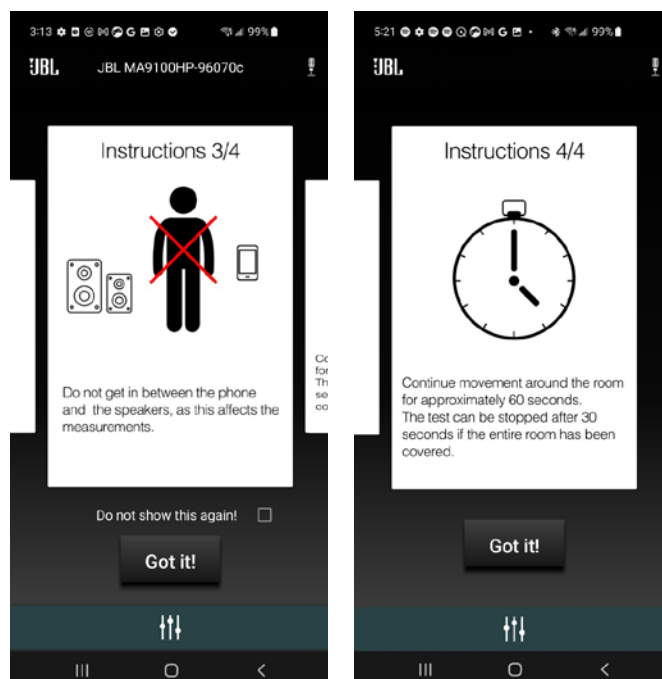 3:13
99%
JBL
JBL MA9100HP-96070c
Instructions 3/4
Do not get in between the phone
and the speakers, as this affects the
measurements.
Do not show this again!
Got it!
5:21
99%
JBL
Instructions 4/4
Continue movement around the room
for approximately 60 seconds.
The test can be stopped after 30
seconds if the entire room has been
covered.
Got it!